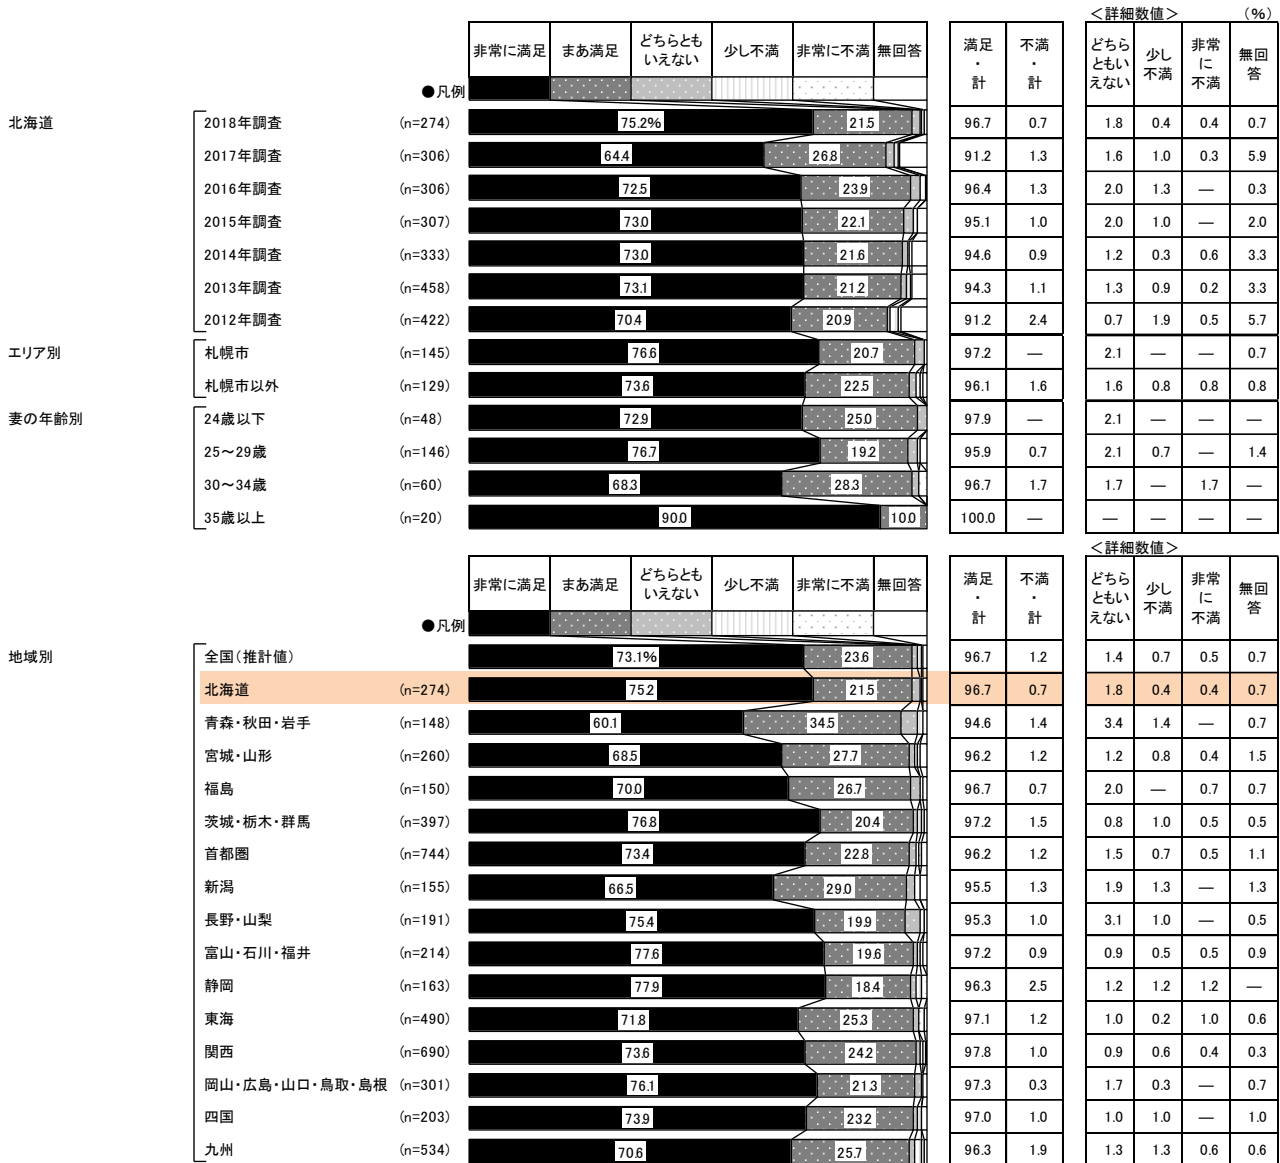 ＜詳細数値＞ (%)
非常に満足 まあ満足 どちらともいえない 少し不満 非常に不満 無回答 満足・計 不満・計 どちらともいえない 少し不満 非常に不満 無回答
●凡例
北海道 2018年調査 (n=274) 75.2% 21.5 96.7 0.7 1.8 0.4 0.4 0.7
2017年調査 (n=306) 64.4 26.8 91.2 1.3 1.6 1.0 0.3 5.9
2016年調査 (n=306) 72.5 23.9 96.4 1.3 2.0 1.3 — 0.3
2015年調査 (n=307) 73.0 22.1 95.1 1.0 2.0 1.0 — 2.0
2014年調査 (n=333) 73.0 21.6 94.6 0.9 1.2 0.3 0.6 3.3
2013年調査 (n=458) 73.1 21.2 94.3 1.1 1.3 0.9 0.2 3.3
2012年調査 (n=422) 70.4 20.9 91.2 2.4 0.7 1.9 0.5 5.7
エリア別 札幌市 (n=145) 76.6 20.7 97.2 — 2.1 — — 0.7
札幌市以外 (n=129) 73.6 22.5 96.1 1.6 1.6 0.8 0.8 0.8
妻の年齢別 24歳以下 (n=48) 72.9 25.0 97.9 — 2.1 — — —
25～29歳 (n=146) 76.7 19.2 95.9 0.7 2.1 0.7 — 1.4
30～34歳 (n=60) 68.3 28.3 96.7 1.7 1.7 — 1.7 —
35歳以上 (n=20) 90.0 10.0 100.0 — — — — —
＜詳細数値＞
非常に満足 まあ満足 どちらともいえない 少し不満 非常に不満 無回答 満足・計 不満・計 どちらともいえない 少し不満 非常に不満 無回答
●凡例
地域別 全国(推計値) 73.1% 23.6 96.7 1.2 1.4 0.7 0.5 0.7
北海道 (n=274) 75.2 21.5 96.7 0.7 1.8 0.4 0.4 0.7
青森・秋田・岩手 (n=148) 60.1 34.5 94.6 1.4 3.4 1.4 — 0.7
宮城・山形 (n=260) 68.5 27.7 96.2 1.2 1.2 0.8 0.4 1.5
福島 (n=150) 70.0 26.7 96.7 0.7 2.0 — 0.7 0.7
茨城・栃木・群馬 (n=397) 76.8 20.4 97.2 1.5 0.8 1.0 0.5 0.5
首都圏 (n=744) 73.4 22.8 96.2 1.2 1.5 0.7 0.5 1.1
新潟 (n=155) 66.5 29.0 95.5 1.3 1.9 1.3 — 1.3
長野・山梨 (n=191) 75.4 19.9 95.3 1.0 3.1 1.0 — 0.5
富山・石川・福井 (n=214) 77.6 19.6 97.2 0.9 0.9 0.5 0.5 0.9
静岡 (n=163) 77.9 18.4 96.3 2.5 1.2 1.2 1.2 —
東海 (n=490) 71.8 25.3 97.1 1.2 1.0 0.2 1.0 0.6
関西 (n=690) 73.6 24.2 97.8 1.0 0.9 0.6 0.4 0.3
岡山・広島・山口・鳥取・島根 (n=301) 76.1 21.3 97.3 0.3 1.7 0.3 — 0.7
四国 (n=203) 73.9 23.2 97.0 1.0 1.0 1.0 — 1.0
九州 (n=534) 70.6 25.7 96.3 1.9 1.3 1.3 0.6 0.6